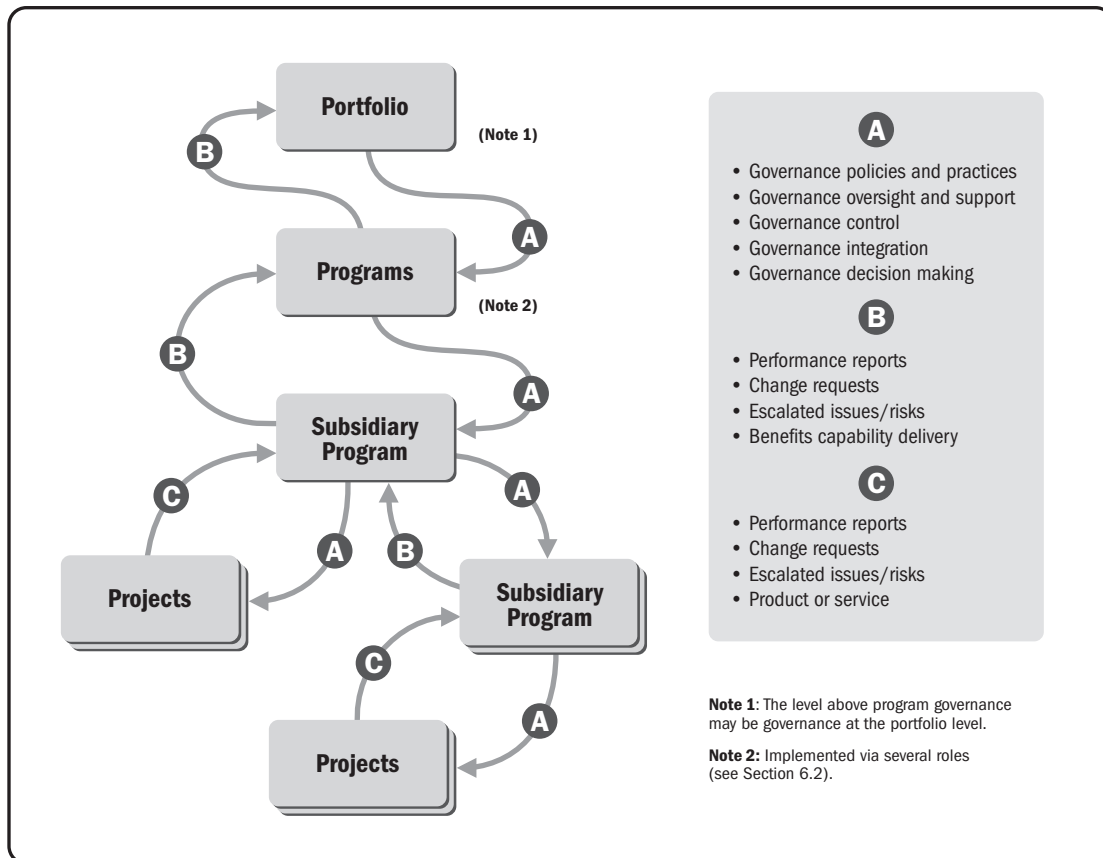 Portfolio
(Note 1)
B
A
Programs
(Note 2)
B
A
Subsidiary
Program
C
A
A
B
Projects
Subsidiary
Program
C
A
Projects
A
• Governance policies and practices
• Governance oversight and support
• Governance control
• Governance integration
• Governance decision making
B
• Performance reports
• Change requests
• Escalated issues/risks
• Benefits capability delivery
C
• Performance reports
• Change requests
• Escalated issues/risks
• Product or service
Note 1: The level above program governance
may be governance at the portfolio level.
Note 2: Implemented via several roles
(see Section 6.2).